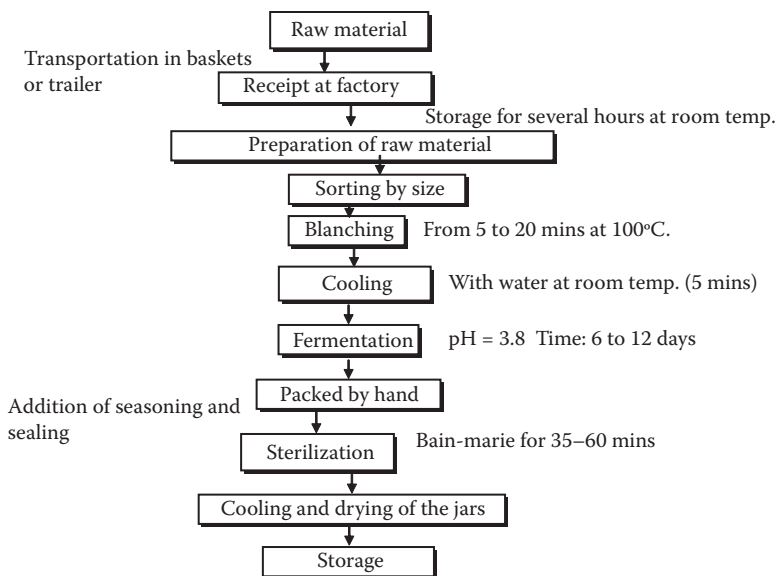 Raw material
Transportation in baskets
or trailer
Receipt at factory
Storage for several hours at room temp.
Preparation of raw material
Sorting by size
Blanching
From 5 to 20 mins at 100ºC.
Cooling
With water at room temp. (5 mins)
Fermentation
pH = 3.8 Time: 6 to 12 days
Packed by hand
Addition of seasoning and
sealing
Sterilization
Bain-marie for 35–60 mins
Cooling and drying of the jars
Storage